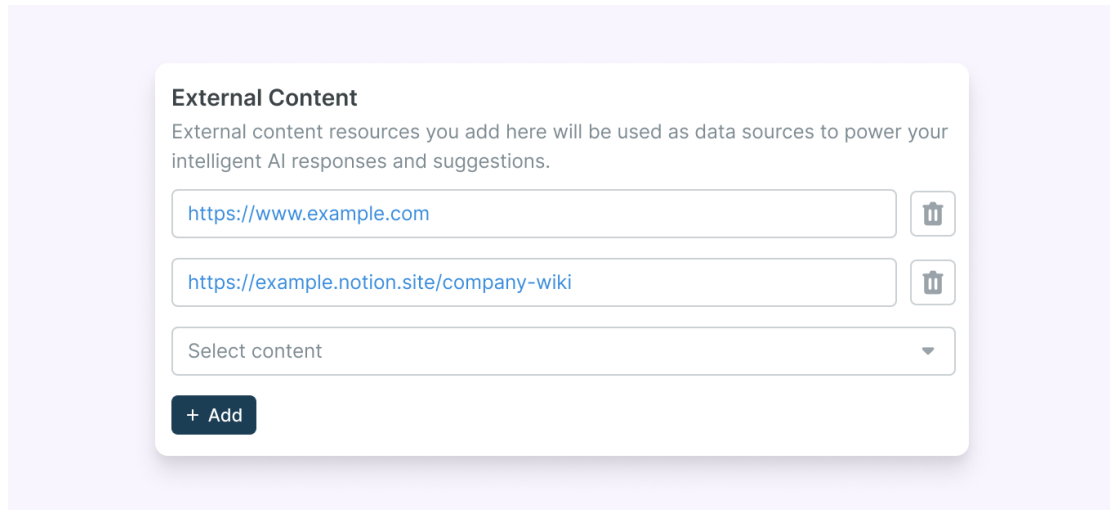 External Content
External content resources you add here will be used as data sources to power your
intelligent AI responses and suggestions.
https://www.example.com
https://example.notion.site/company-wiki
Select content
+ Add